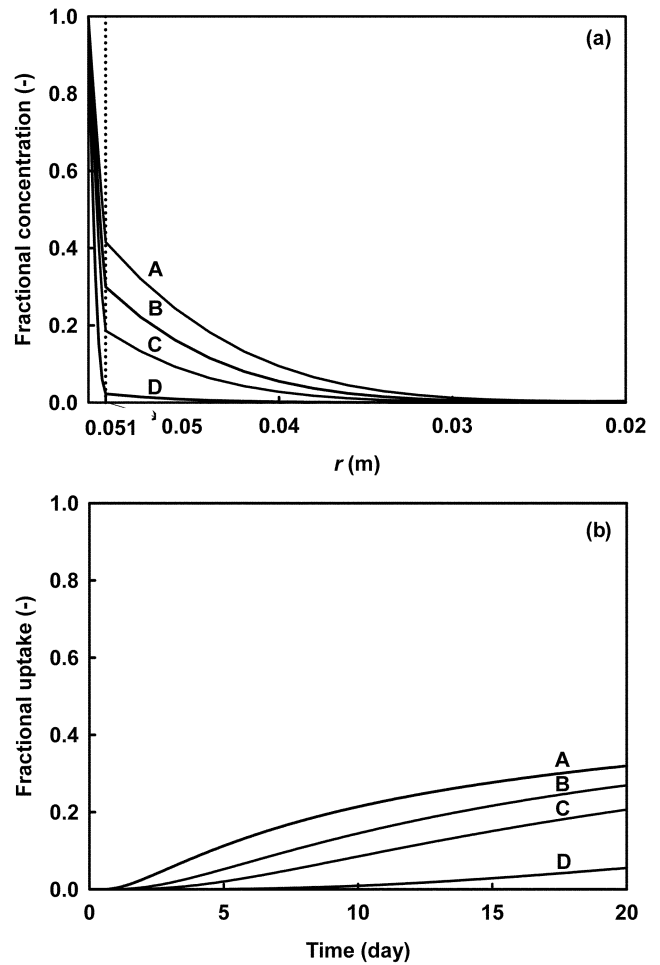 1.0
(a)
0.8
Fractional concentration (-)
0.6
0.4
A
B
0.2
C
D
0.0
0.051 0.05 0.04 0.03 0.02
r (m)
1.0
(b)
0.8
Fractional uptake (-)
0.6
0.4
A
B
0.2
C
D
0.0
0 5 10 15 20
Time (day)